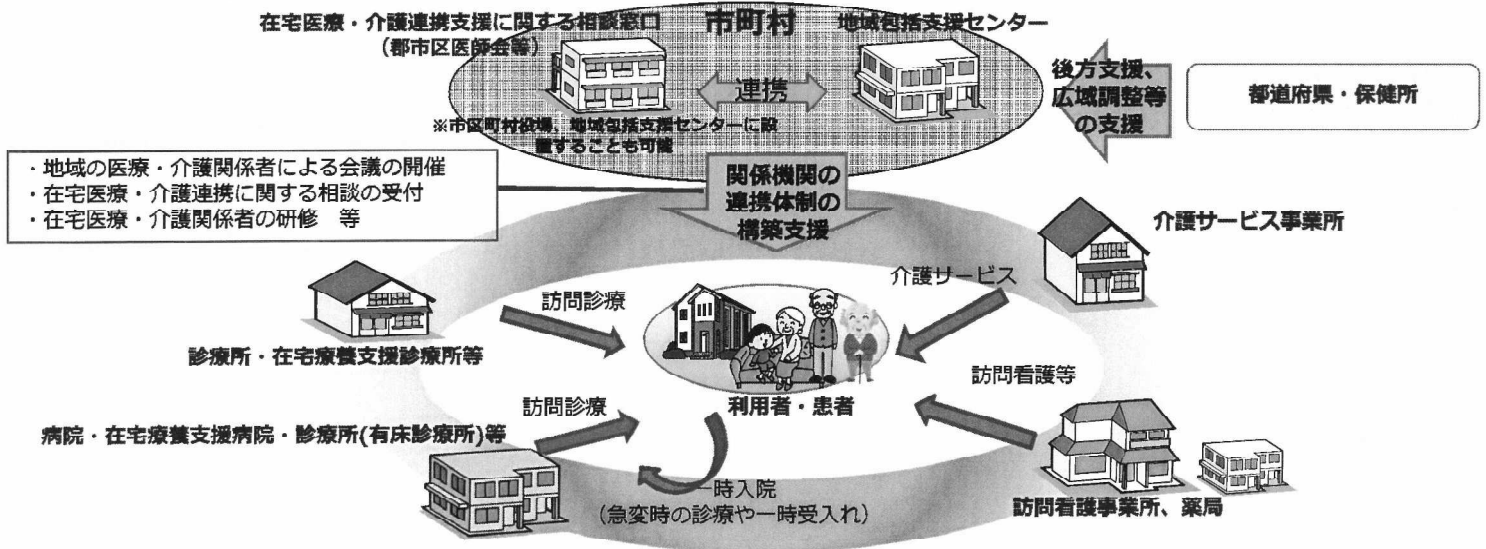 市町村
在宅医療・介護連携支援に関する相談窓口
(郡市区医師会等)
地域包括支援センター
連携
※市区町村役場、地域包括支援センターに設
置することも可能
後方支援、
広域調整等
の支援
都道府県・保健所
・地域の医療・介護関係者による会議の開催
・在宅医療・介護連携に関する相談の受付
・在宅医療・介護関係者の研修 等
関係機関の
連携体制の
構築支援
介護サービス事業所
介護サービス
訪問診療
診療所・在宅療養支援診療所等
利用者・患者
訪問看護等
訪問診療
病院・在宅療養支援病院・診療所(有床診療所)等
一時入院
(急変時の診療や一時受入れ)
訪問看護事業所、薬局